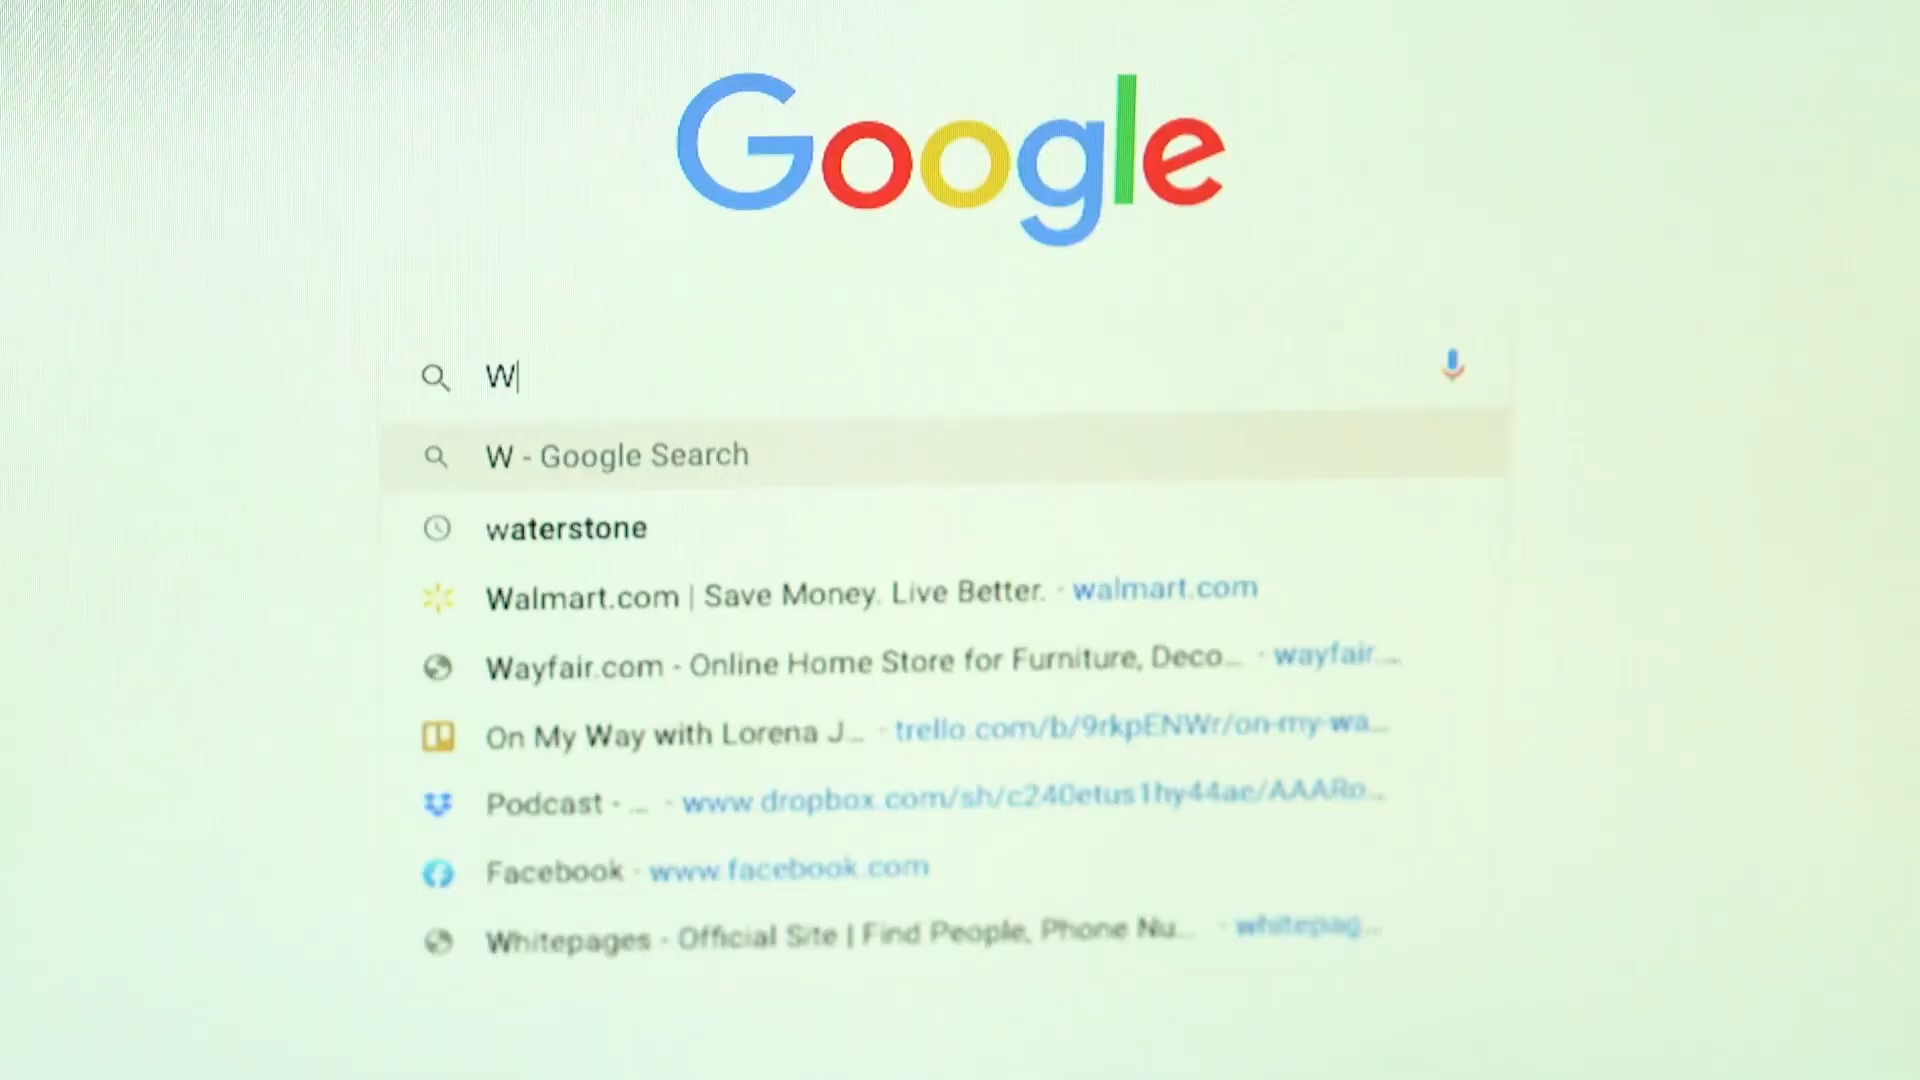 Google
W
W - Google Search
waterstone
Walmart.com | Save Money. Live Better. · walmart.com
Wayfair.com - Online Home Store for Furniture, Deco... · wayfair...
On My Way with Lorena J... · trello.com/b/9rkpENWr/on-my-wa...
Podcast - ... · www.dropbox.com/sh/c240etus1hy44ae/AAARo...
Facebook · www.facebook.com
Whitepages - Official Site | Find People, Phone Nu... · whitepag...